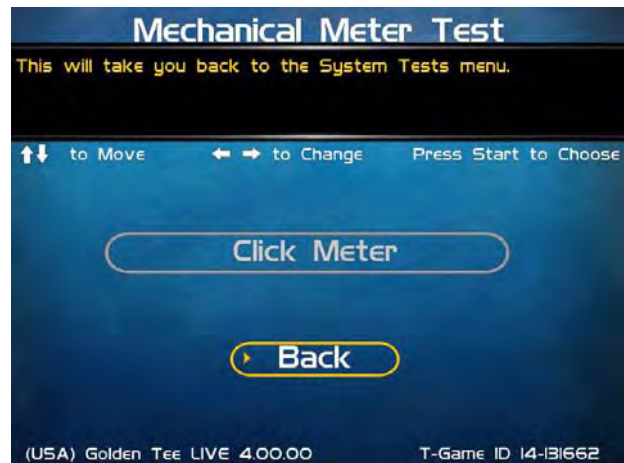 Mechanical Meter Test
This will take you back to the System Tests menu.
to Move to Change Press Start to Choose
Click Meter
Back
(USA) Golden Tee LIVE 4.00.00 T-Game ID 14-131662